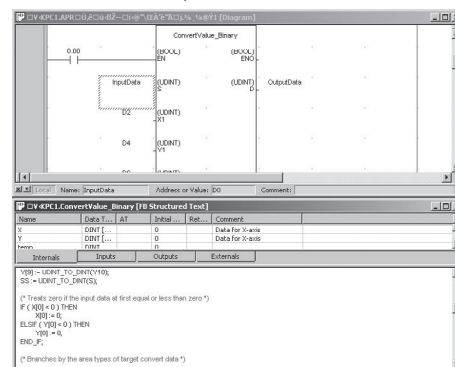 [Diagram]
ConvertValue_Binary
0.00
(BOOL) (BOOL)
EN ENO
InputData (UDINT) (UDINT) OutputData
S D
D2 (UDINT)
X1
D4 (UDINT)
Y1
Local Name: InputData Address or Value: D0 Comment:
ConvertValue_Binary [FB Structured Text]
Name Data T... AT Initial ... Ret... Comment
X DINT [... 0 Data for X-axis
Y DINT [... 0 Data for X-axis
temp DINT 0
Internals Inputs Outputs Externals
Y[9] := UDINT_TO_DINT(Y10);
SS := UDINT_TO_DINT(S);
(* Treats zero if the input data at first equal or less than zero *)
IF ( X[0] < 0 ) THEN
X[0] := 0;
ELSIF ( Y[0] < 0 ) THEN
Y[0] := 0;
END_IF;
(* Branches by the area types of target convert data *)